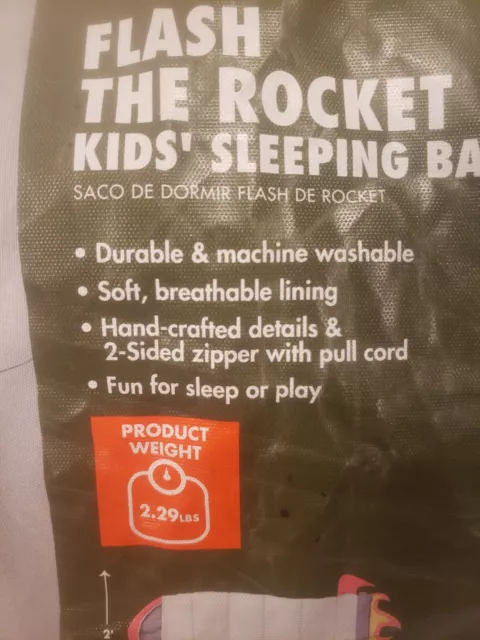 FLASH
THE ROCKET
KIDS' SLEEPING BA
SACO DE DORMIR FLASH DE ROCKET
• Durable & machine washable
• Soft, breathable lining
• Hand-crafted details &
2-Sided zipper with pull cord
• Fun for sleep or play
PRODUCT
WEIGHT
2.29LBS
2'